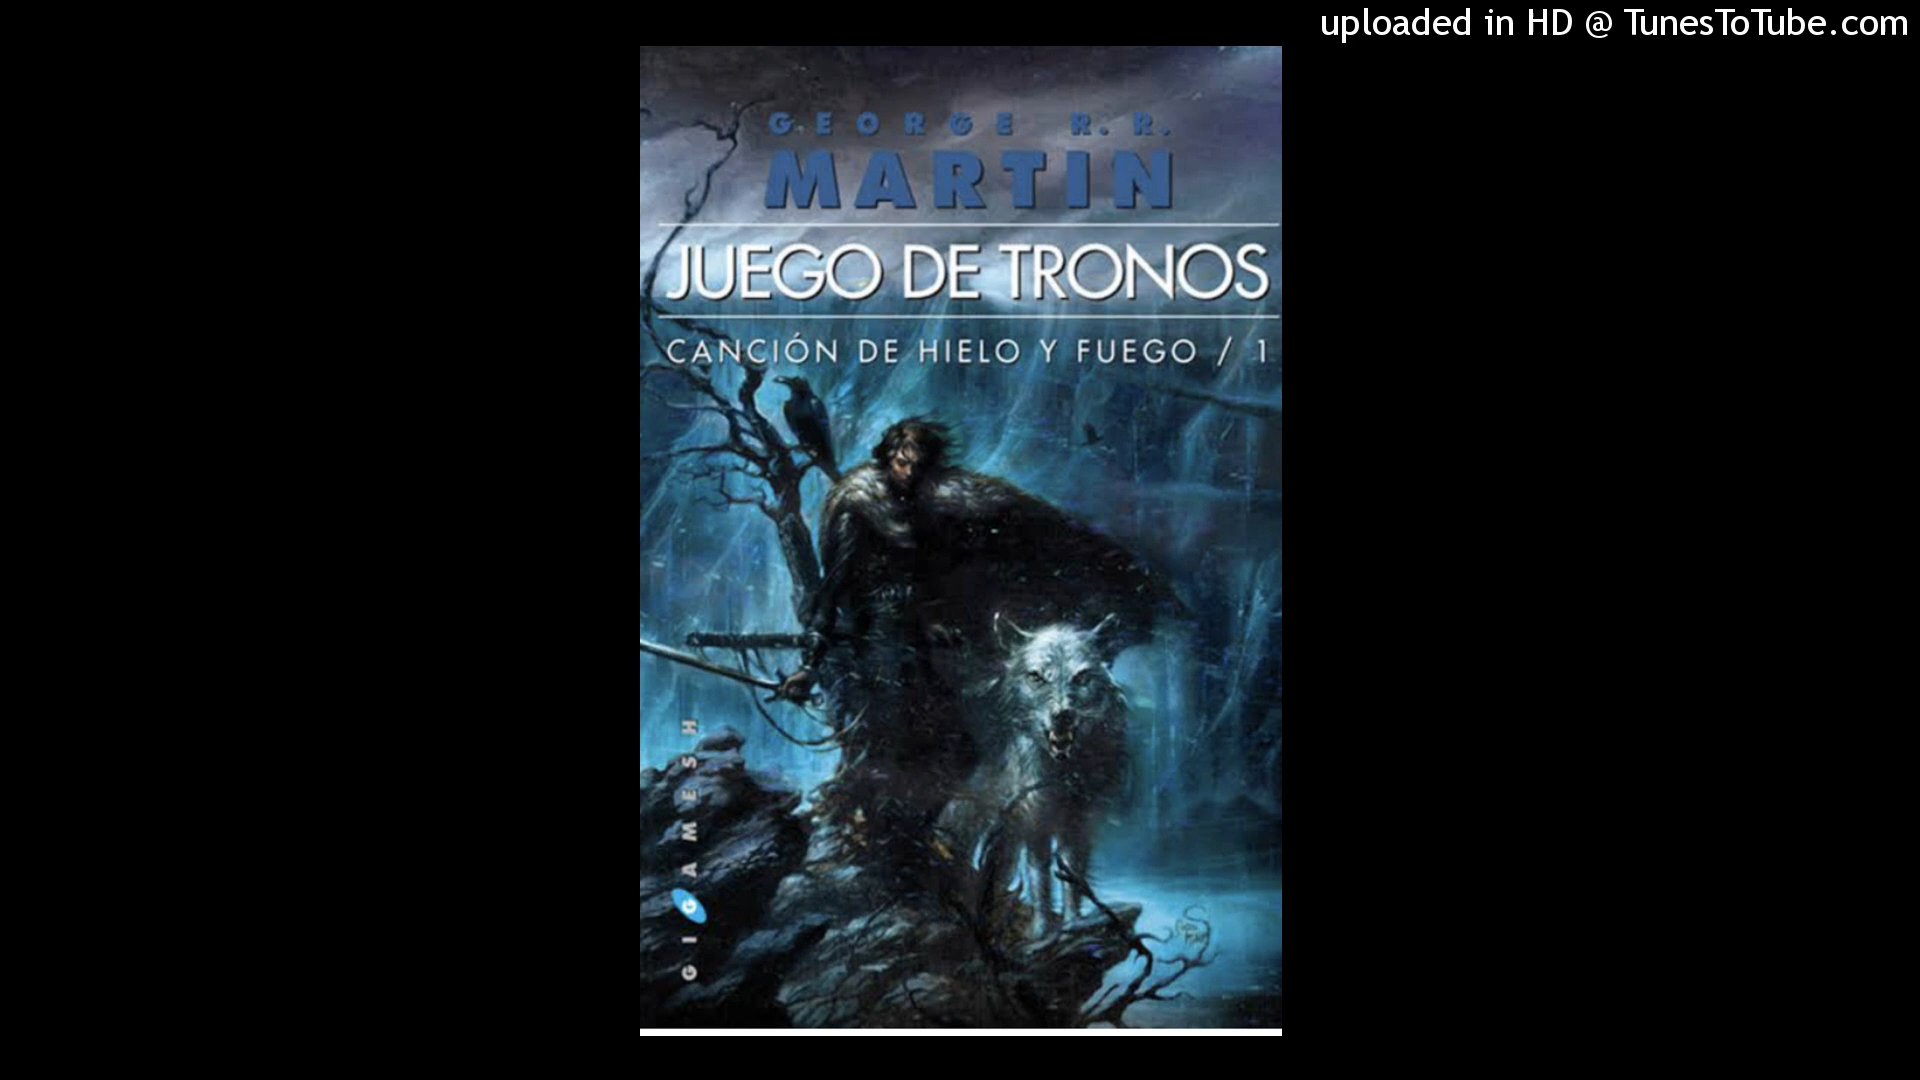 uploaded in HD @ TunesToTube.com
GEORGE R. R.
MARTIN
JUEGO DE TRONOS
CANCIÓN DE HIELO Y FUEGO / 1
GIGAMESH